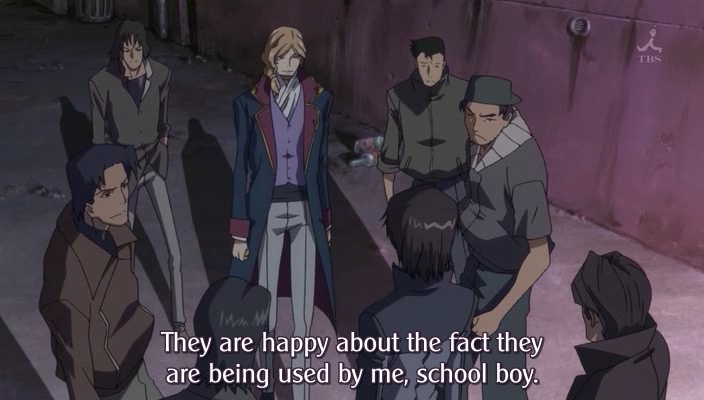 TBS
They are happy about the fact they
are being used by me, school boy.